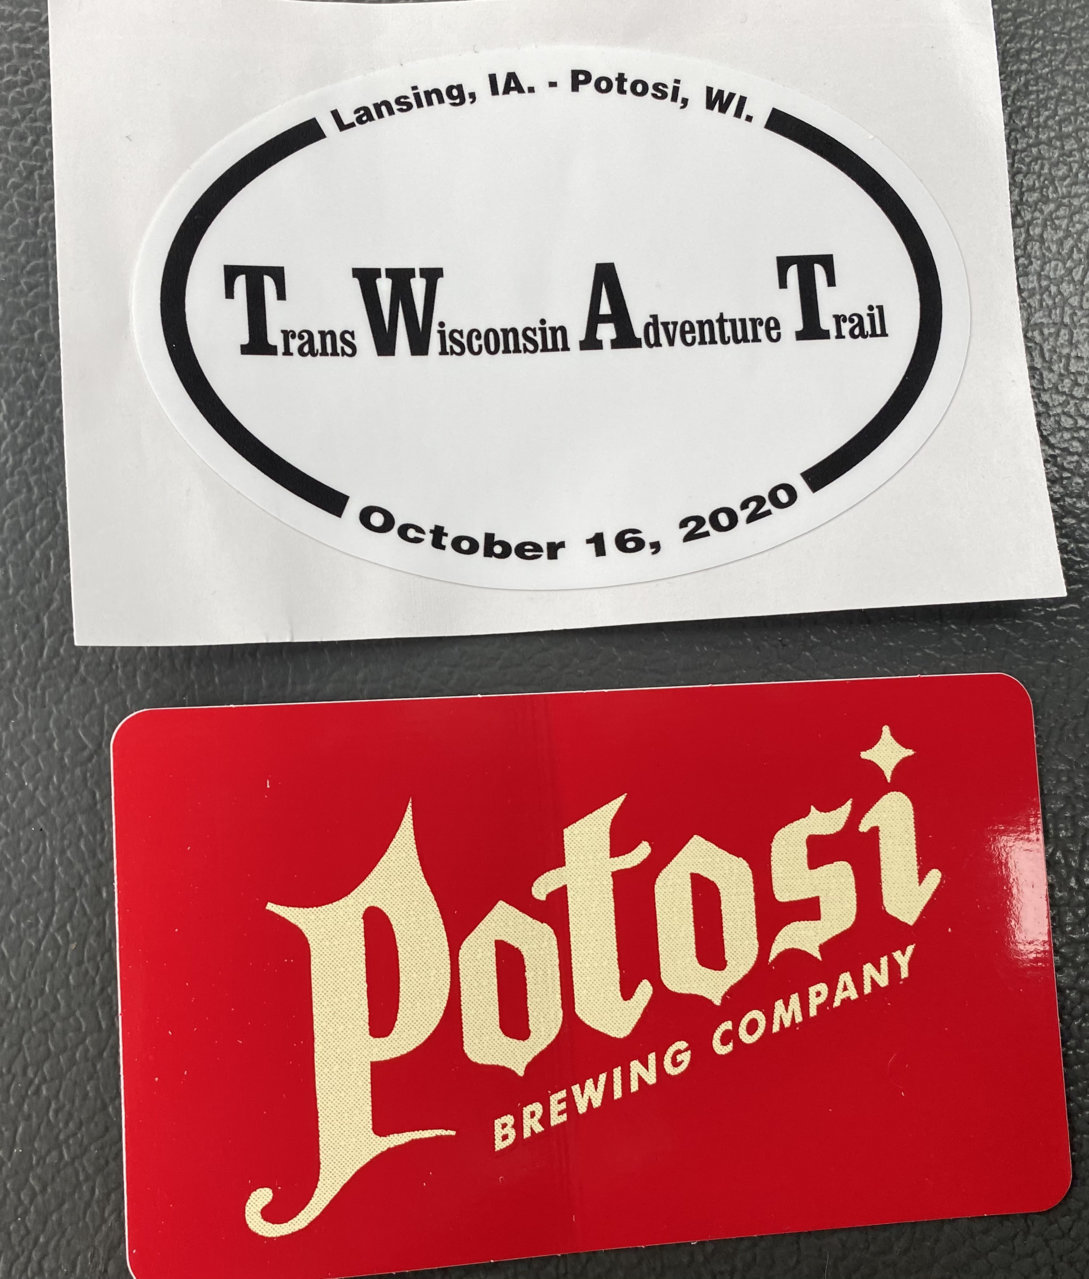 Lansing, IA. - Potosi, WI.
Trans Wisconsin Adventure Trail
October 16, 2020
Potosi
BREWING COMPANY